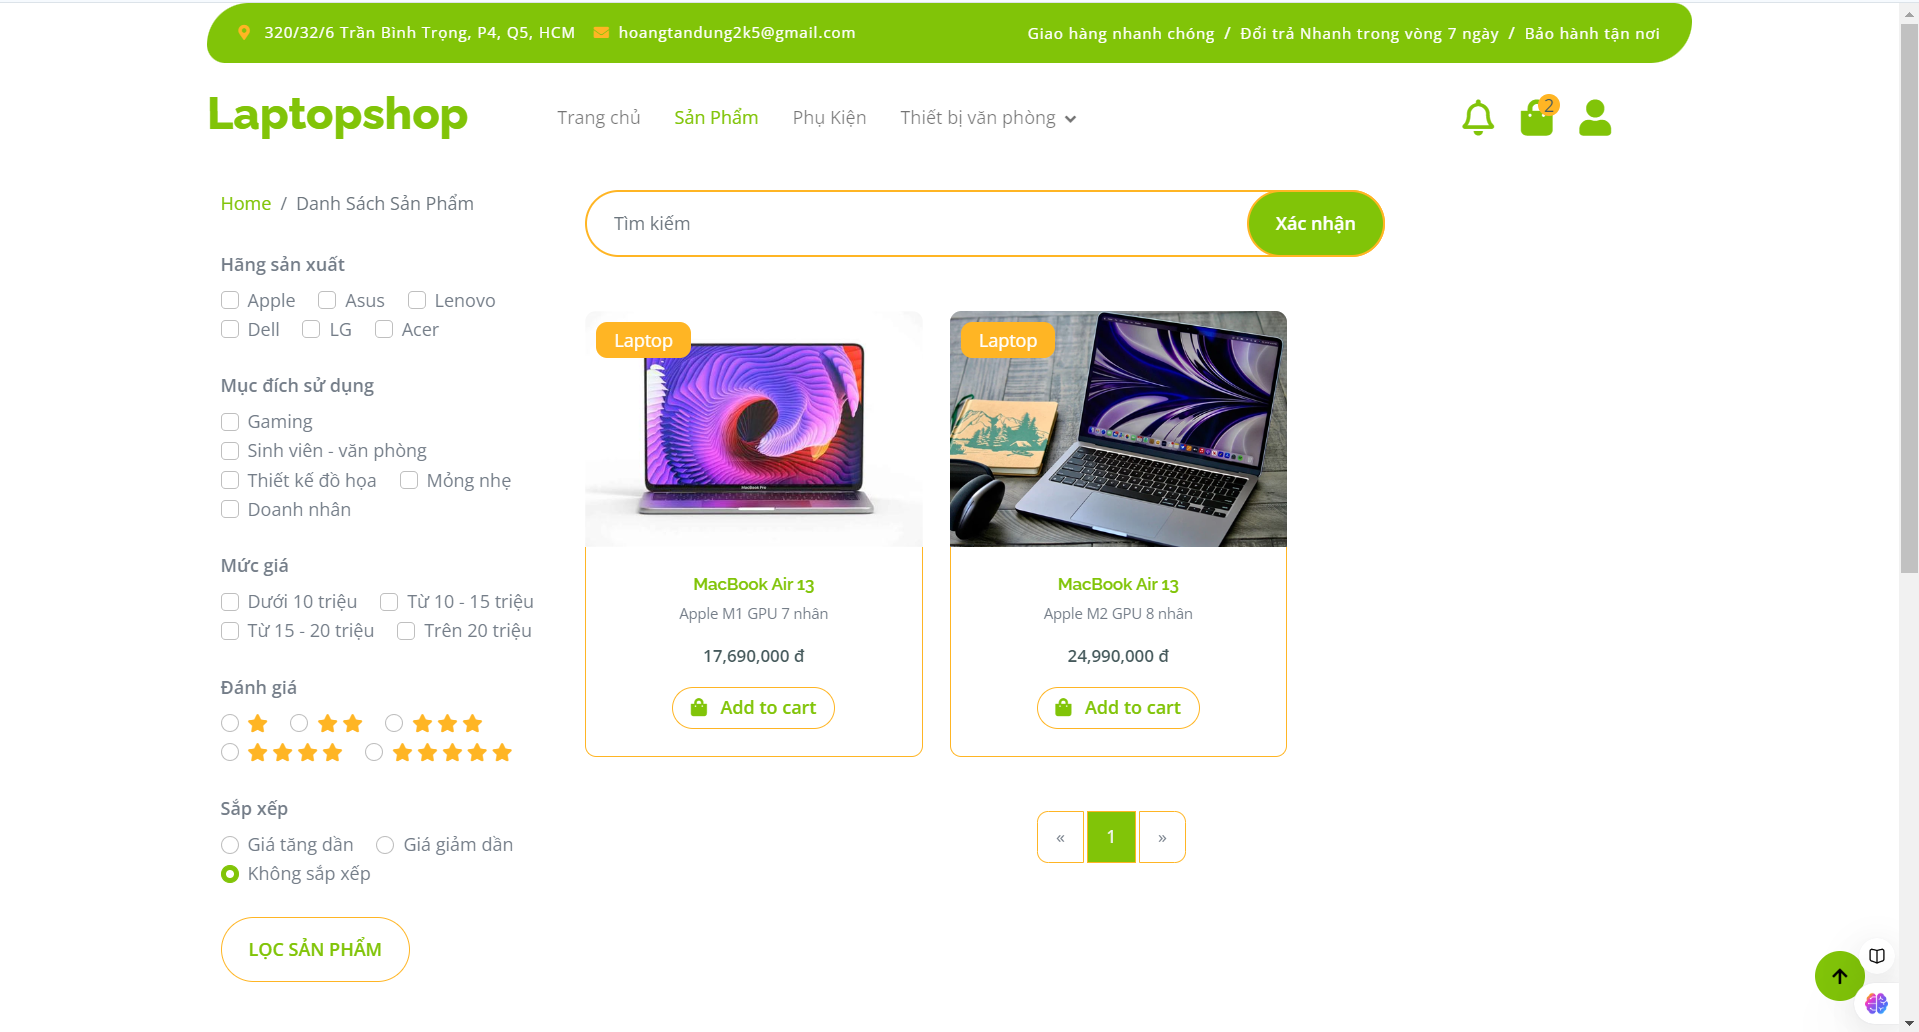 320/32/6 Trần Bình Trọng, P4, Q5, HCM hoangtandung2k5@gmail.com Giao hàng nhanh chóng / Đổi trả Nhanh trong vòng 7 ngày / Bảo hành tận nơi
Laptopshop Trang chủ Sản Phẩm Phụ Kiện Thiết bị văn phòng 2
Home / Danh Sách Sản Phẩm
Tìm kiếm Xác nhận
Hãng sản xuất
Apple Asus Lenovo
Dell LG Acer
Mục đích sử dụng
Gaming
Sinh viên - văn phòng
Thiết kế đồ họa Mỏng nhẹ
Doanh nhân
Mức giá
Dưới 10 triệu Từ 10 - 15 triệu
Từ 15 - 20 triệu Trên 20 triệu
Đánh giá
Sắp xếp
Giá tăng dần Giá giảm dần
Không sắp xếp
LỌC SẢN PHẨM
Laptop
MacBook Pro
MacBook Air 13
Apple M1 GPU 7 nhân
17,690,000 đ
Add to cart
Laptop
MacBook Air 13
Apple M2 GPU 8 nhân
24,990,000 đ
Add to cart
« 1 »